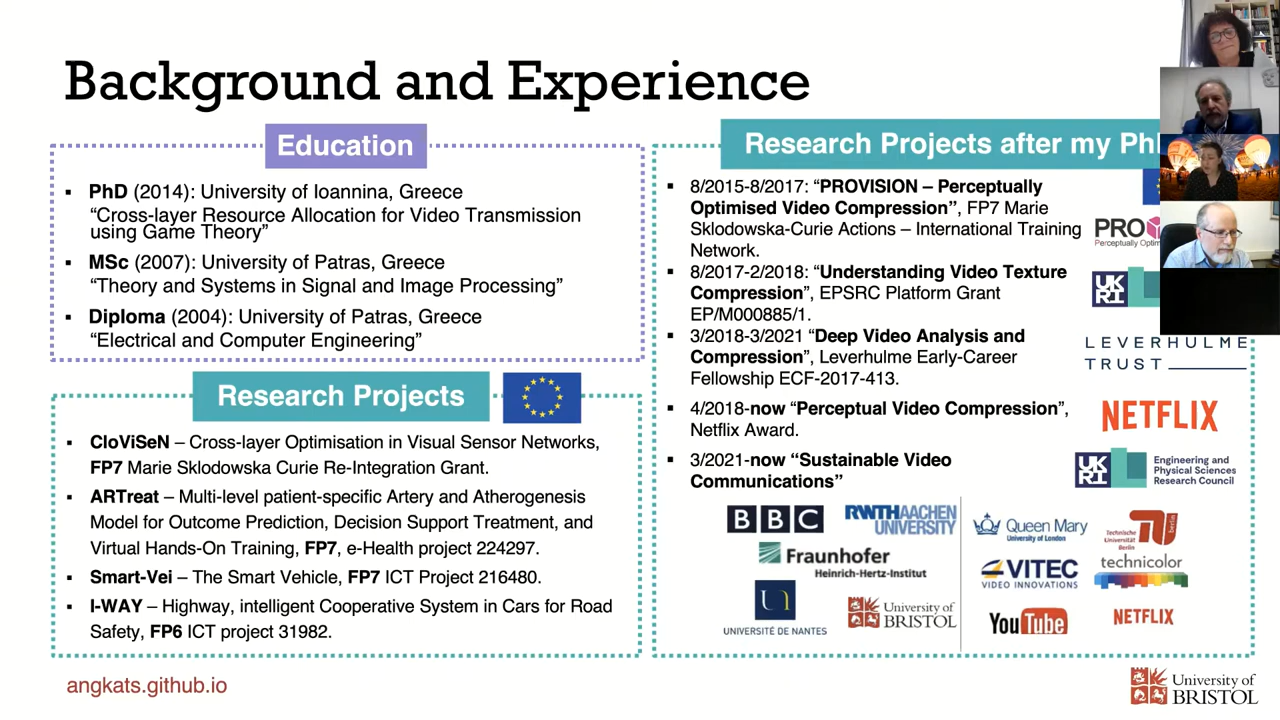 Background and Experience
Education
▪ PhD (2014): University of Ioannina, Greece
“Cross-layer Resource Allocation for Video Transmission
using Game Theory”
▪ MSc (2007): University of Patras, Greece
“Theory and Systems in Signal and Image Processing”
▪ Diploma (2004): University of Patras, Greece
“Electrical and Computer Engineering”
Research Projects
▪ CloViSeN – Cross-layer Optimisation in Visual Sensor Networks,
FP7 Marie Sklodowska Curie Re-Integration Grant.
▪ ARTreat – Multi-level patient-specific Artery and Atherogenesis
Model for Outcome Prediction, Decision Support Treatment, and
Virtual Hands-On Training, FP7, e-Health project 224297.
▪ Smart-Vei – The Smart Vehicle, FP7 ICT Project 216480.
▪ I-WAY – Highway, intelligent Cooperative System in Cars for Road
Safety, FP6 ICT project 31982.
Research Projects after my
▪ 8/2015-8/2017: “PROVISION – Perceptually
Optimised Video Compression”, FP7 Marie
Sklodowska-Curie Actions – International Training
Network.
▪ 8/2017-2/2018: “Understanding Video Texture
Compression”, EPSRC Platform Grant
EP/M000885/1.
▪ 3/2018-3/2021 “Deep Video Analysis and
Compression”, Leverhulme Early-Career
Fellowship ECF-2017-413.
▪ 4/2018-now “Perceptual Video Compression”,
Netflix Award.
▪ 3/2021-now “Sustainable Video
Communications”
PRO
Perceptually
UK
RI
LEVERHULME
TRUST
NETFLIX
UK
RI
Engineering and
Physical Sciences
Research Council
BBC
RWTHAACHEN
UNIVERSITY
Fraunhofer
Heinrich-Hertz-Institut
UNIVERSITÉ DE NANTES
University of
BRISTOL
Queen Mary
University of London
Technische
Universität
Berlin
VITEC
VIDEO INNOVATIONS
technicolor
YouTube
NETFLIX
angkats.github.io
University of
BRISTOL